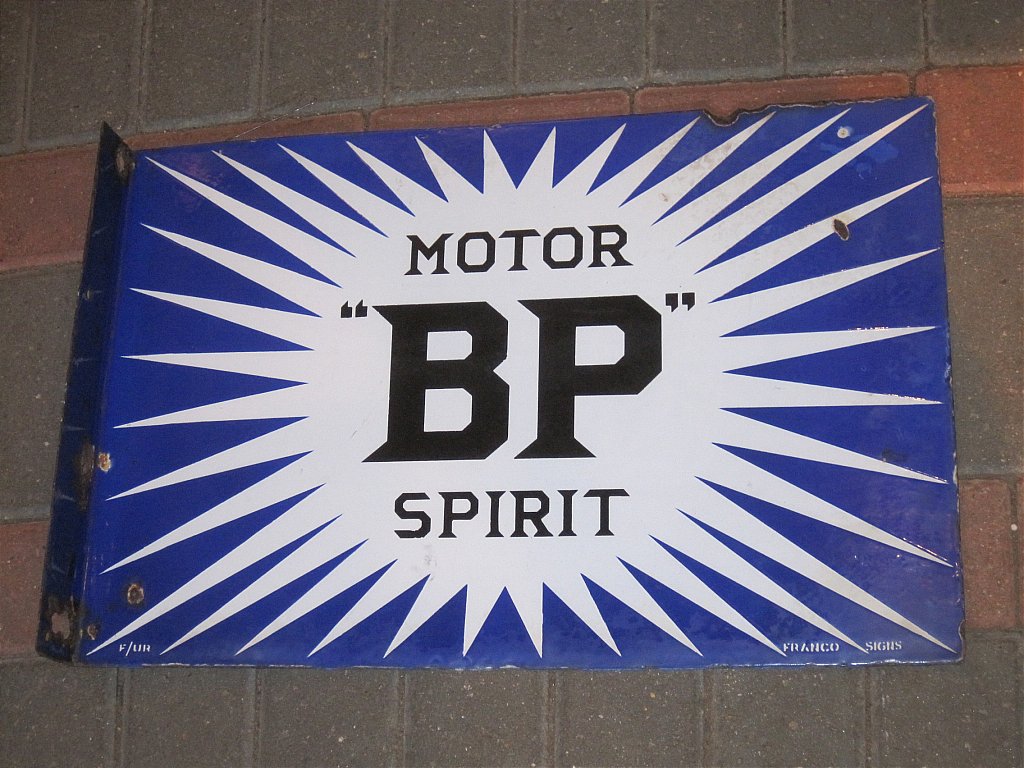 MOTOR
"BP"
SPIRIT
F/UR FRANCO SIGNS